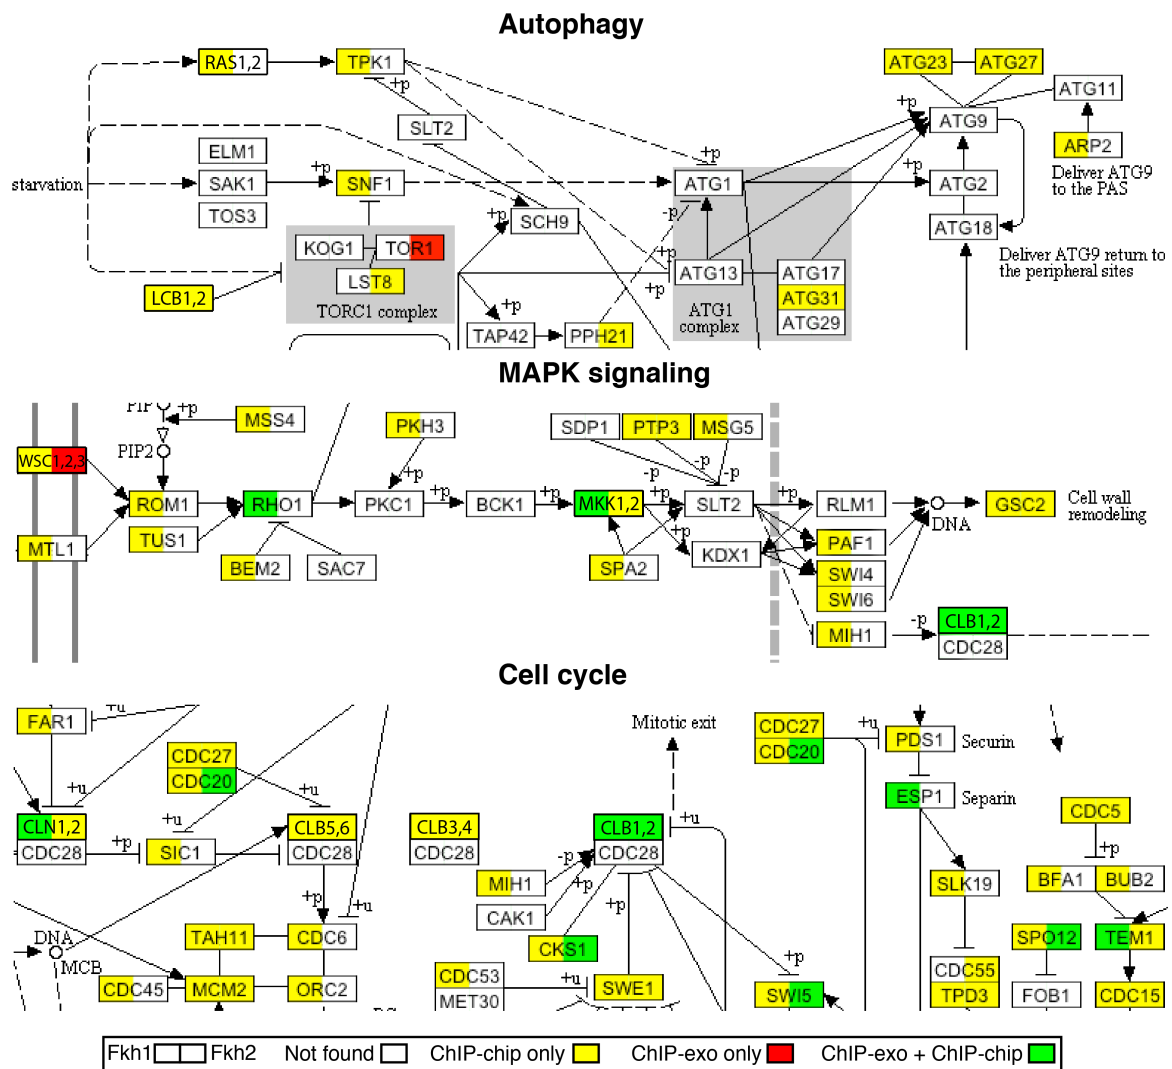 Autophagy
RAS1,2
TPK1
ATG23
ATG27
+p
SLT2
+p
ATG9
ATG11
ELM1
ARP2
starvation
SAK1
+p
SNF1
+p
ATG1
ATG2
Deliver ATG9
to the PAS
TOS3
+p
SCH9
-p
ATG18
KOG1
TOR1
+p
Deliver ATG9 return to
the peripheral sites
LST8
ATG13
ATG17
LCB1,2
+p
ATG31
TORC1 complex
+p
ATG1
complex
ATG29
TAP42
PPH21
MAPK signaling
PIP
+p
MSS4
PKH3
SDP1
PTP3
MSG5
PIP2
WSC1,2,3
+p
-p
-p
-p
ROM1
RHO1
PKC1
+p
BCK1
+p
MKK1,2
+p
SLT2
+p
RLM1
DNA
GSC2
Cell wall
remodeling
TUS1
+p
MTL1
PAF1
BEM2
SAC7
SPA2
KDX1
SWI4
SWI6
-p
CLB1,2
MIH1
CDC28
Cell cycle
FAR1
+u
Mitotic exit
CDC27
+u
CDC20
PDS1
Securin
CDC27
CDC20
+u
+u
ESP1
Separin
CDC5
CLN1,2
+u
CLB5,6
CLB3,4
CLB1,2
+u
CDC28
+p
SIC1
CDC28
CDC28
CDC28
+p
-p
MIH1
+p
SLK19
BFA1
BUB2
+p
+u
+p
CAK1
DNA
TAH11
CDC6
CKS1
SPO12
TEM1
MCB
+p
CDC45
MCM2
ORC2
CDC53
+u
SWE1
SWI5
CDC55
MET30
TPD3
FOB1
CDC15
Fkh1
Fkh2
Not found
ChIP-chip only
ChIP-exo only
ChIP-exo + ChIP-chip